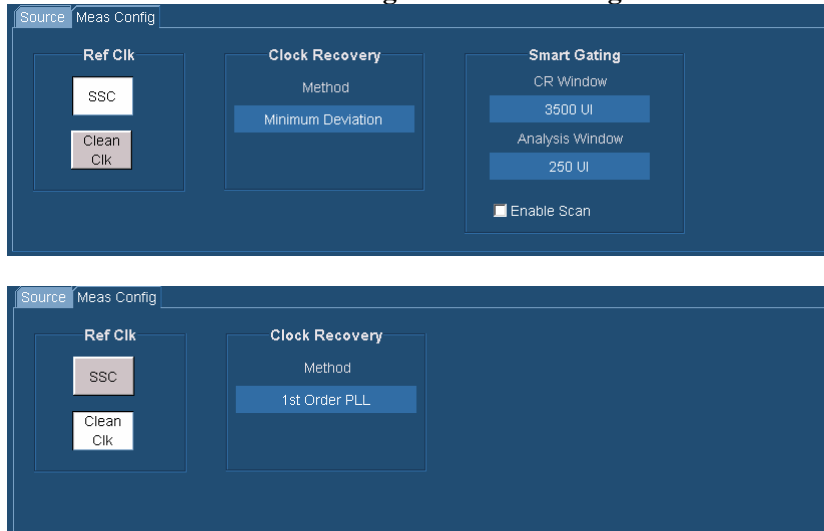 Source Meas Config
Ref Clk
SSC
Clean
Clk
Clock Recovery
Method
Minimum Deviation
Smart Gating
CR Window
3500 UI
Analysis Window
250 UI
Enable Scan
Source Meas Config
Ref Clk
SSC
Clean
Clk
Clock Recovery
Method
1st Order PLL